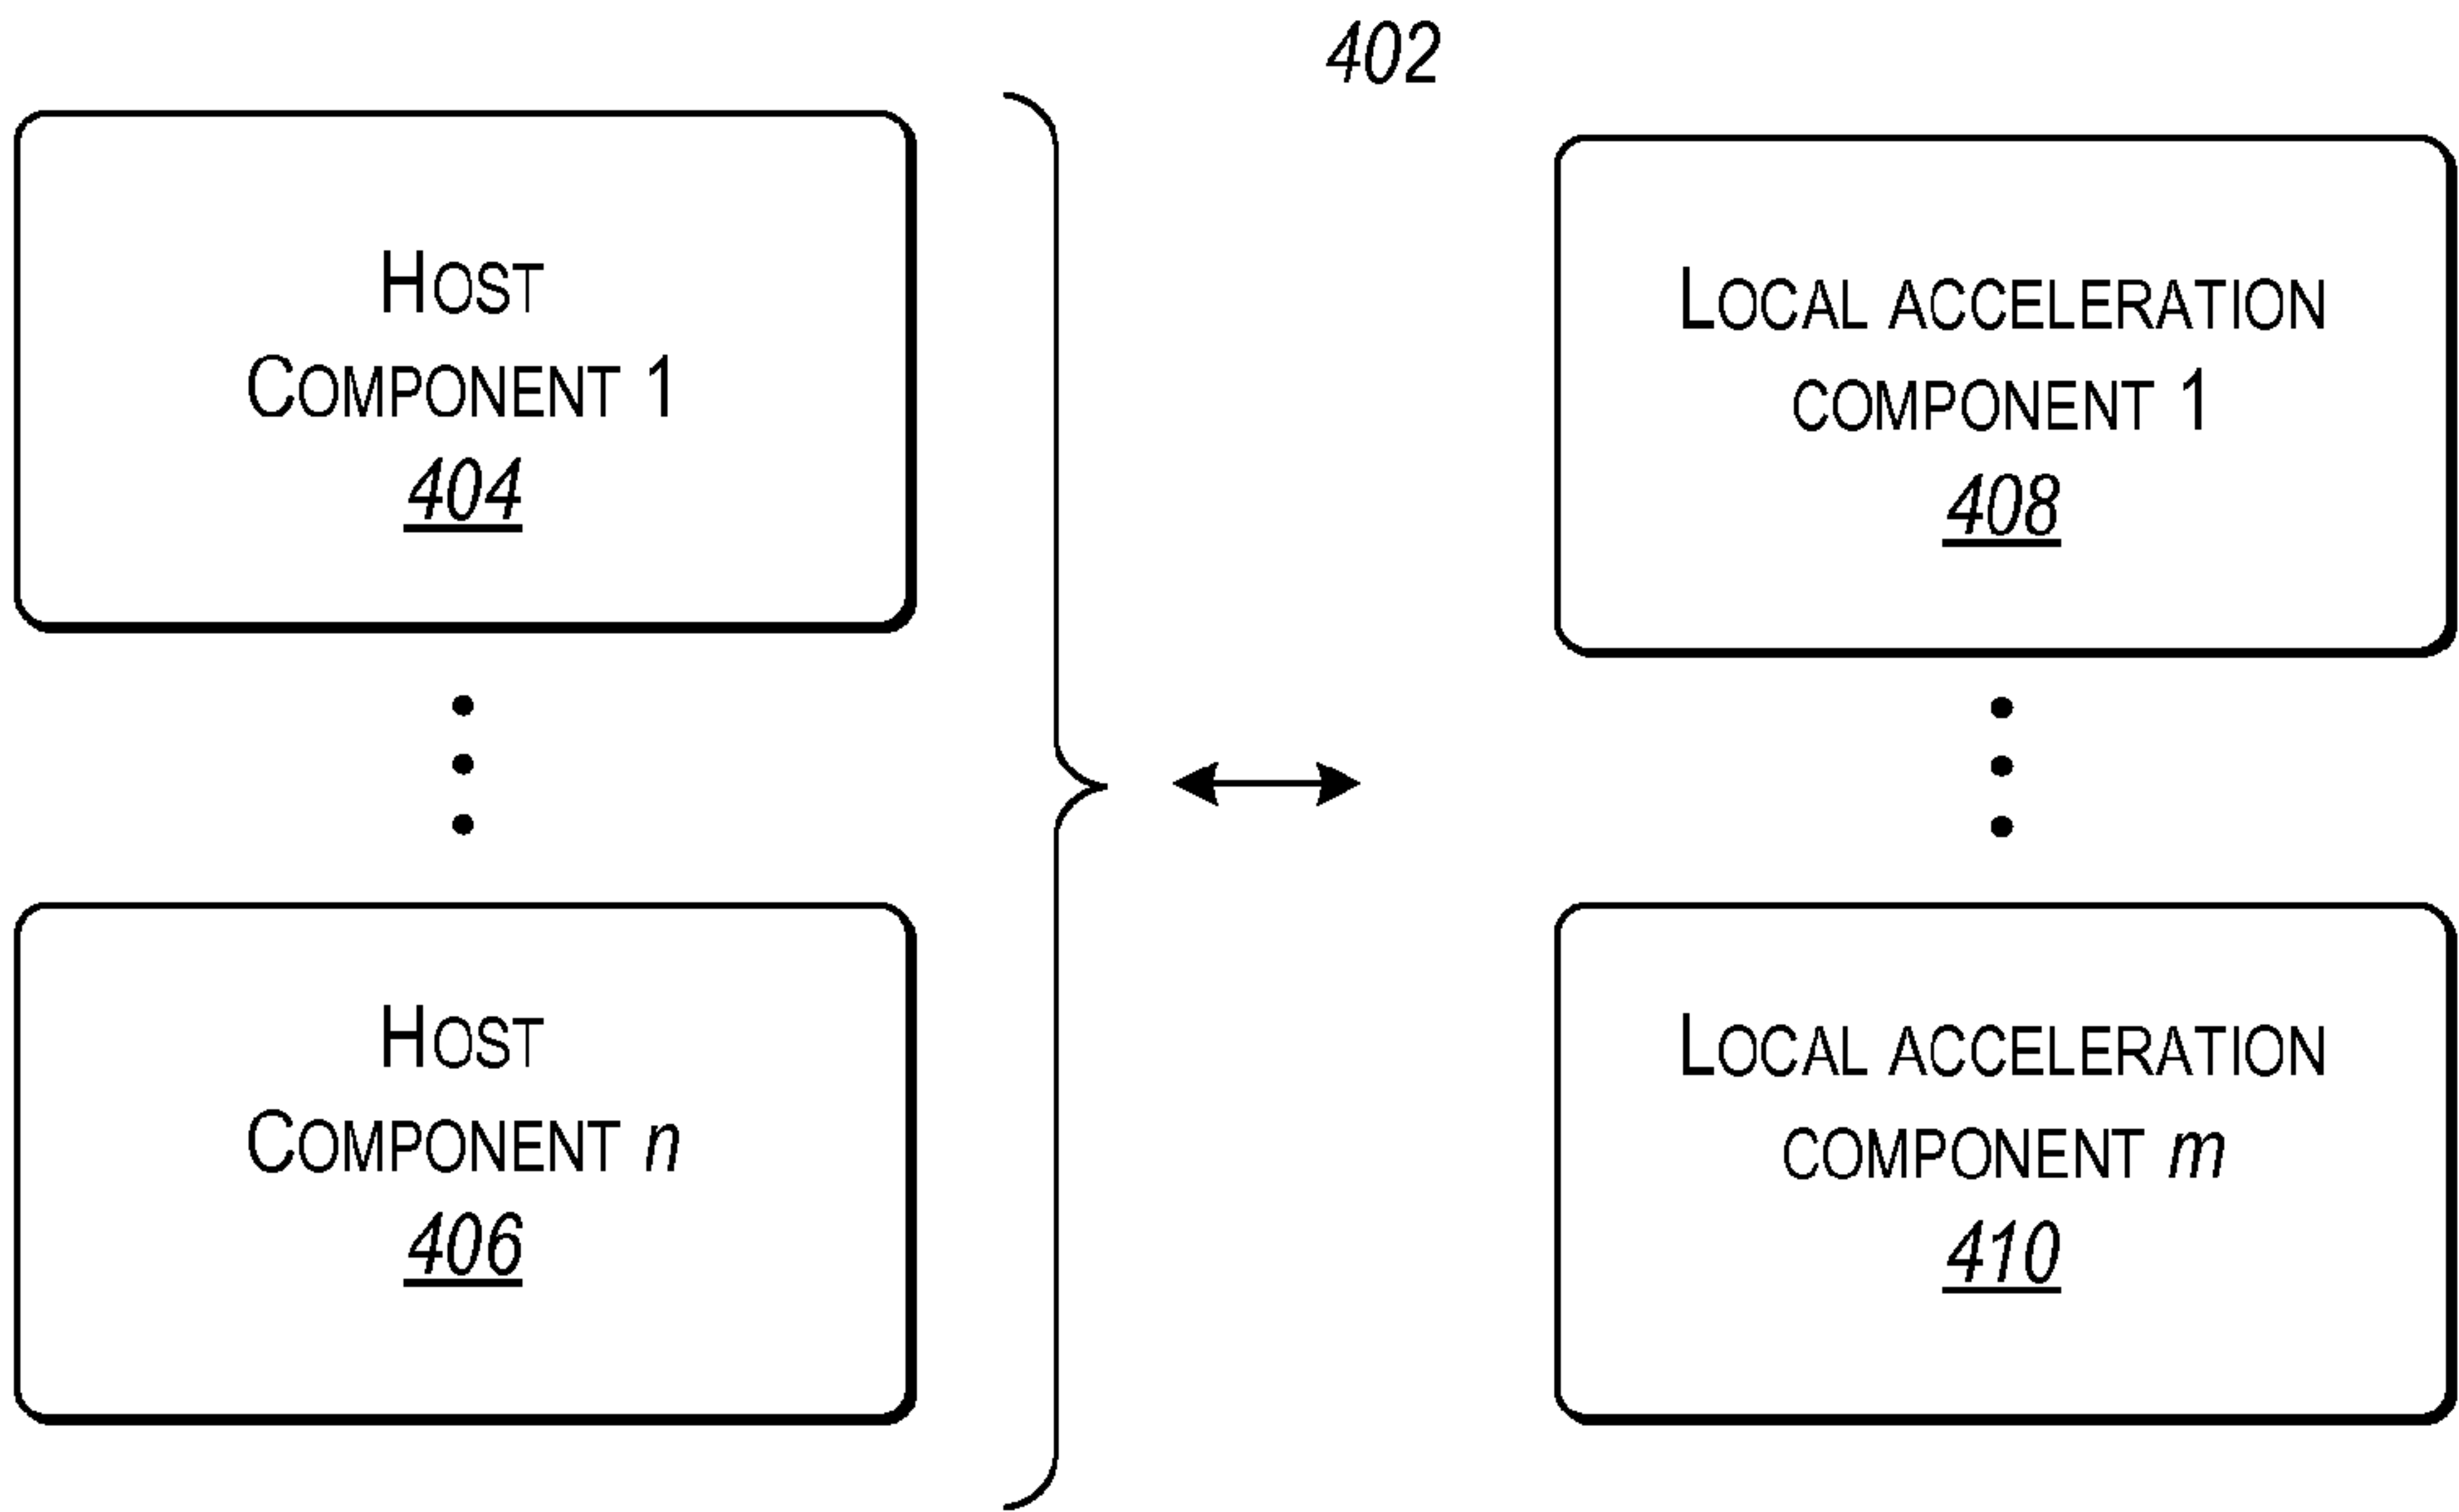 402
Host
Component 1
404
Local acceleration
component 1
408
Host
Component n
406
Local acceleration
component m
410